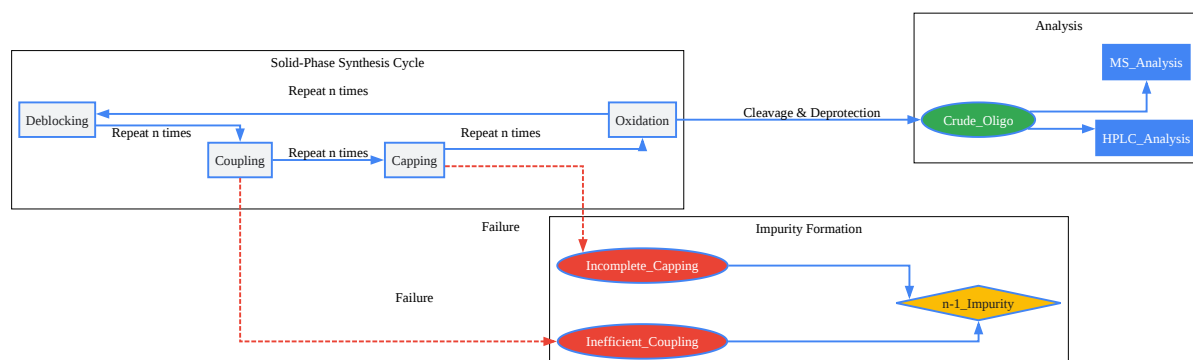 Analysis
Solid-Phase Synthesis Cycle
MS_Analysis
Repeat n times
Deblocking
Oxidation
Cleavage & Deprotection
Crude_Oligo
Repeat n times
Repeat n times
HPLC_Analysis
Coupling
Repeat n times
Capping
Failure
Impurity Formation
Incomplete_Capping
Failure
n-1_Impurity
Inefficient_Coupling